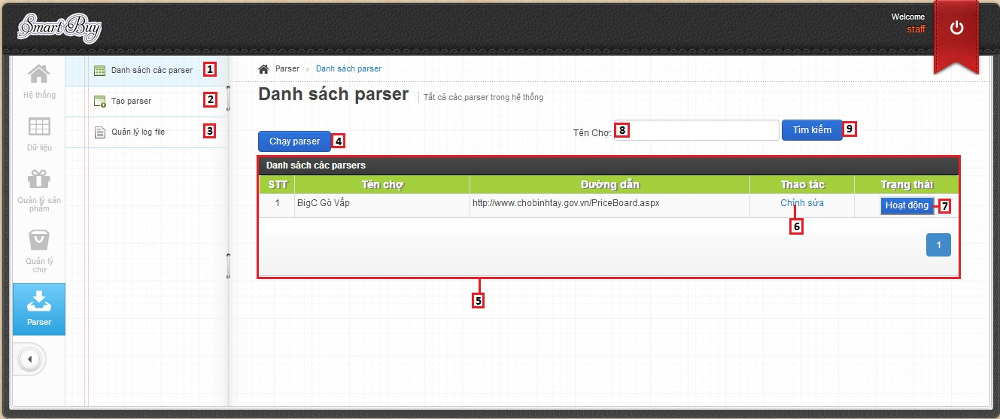 Smart Buy
Welcome
staff
Hệ thống
Dữ liệu
Quản lý sản
phẩm
Quản lý
chợ
Parser
Danh sách các parser 1
Tạo parser 2
Quản lý log file 3
Parser » Danh sách parser
Danh sách parser Tất cả các parser trong hệ thống
Tên Chợ: 8 Tìm kiếm 9
Chạy parser 4
Danh sách các parsers
STT Tên chợ Đường dẫn Thao tác Trạng thái
1 BigC Gò Vấp http://www.chobinhtay.gov.vn/PriceBoard.aspx Chỉnh sửa Hoạt động 7
6
1
5